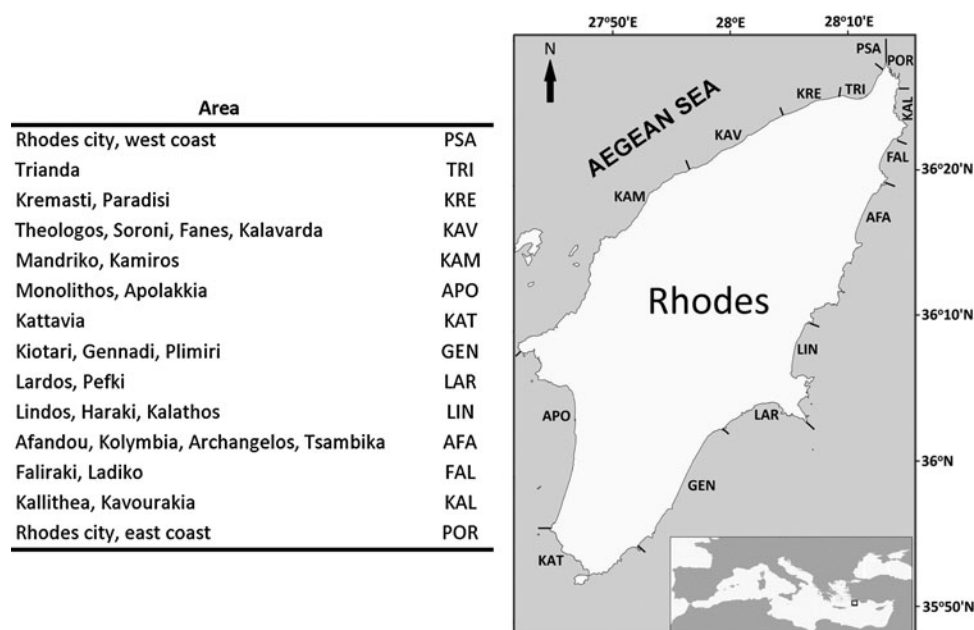 Area
Rhodes city, west coast PSA
Trianda TRI
Kremasti, Paradisi KRE
Theologos, Soroni, Fanes, Kalavarda KAV
Mandriko, Kamiros KAM
Monolithos, Apolakkia APO
Kattavia KAT
Kiotari, Gennadi, Plimiri GEN
Lardos, Pefki LAR
Lindos, Haraki, Kalathos LIN
Afandou, Kolymbia, Archangelos, Tsambika AFA
Faliraki, Ladiko FAL
Kallithea, Kavourakia KAL
Rhodes city, east coast POR
27°50'E 28°E 28°10'E
N
AEGEAN SEA
PSA
POR
TRI
KRE
KAL
KAV
FAL
36°20'N
KAM
AFA
Rhodes
36°10'N
LIN
APO
LAR
36°N
GEN
KAT
35°50'N